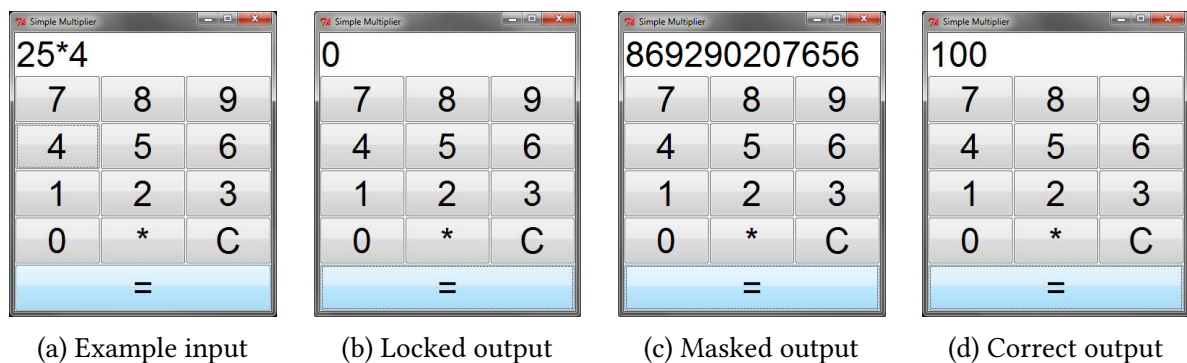 Simple Multiplier
25*4
7 8 9
4 5 6
1 2 3
0 * C
=
(a) Example input
Simple Multiplier
0
7 8 9
4 5 6
1 2 3
0 * C
=
(b) Locked output
Simple Multiplier
869290207656
7 8 9
4 5 6
1 2 3
0 * C
=
(c) Masked output
Simple Multiplier
100
7 8 9
4 5 6
1 2 3
0 * C
=
(d) Correct output